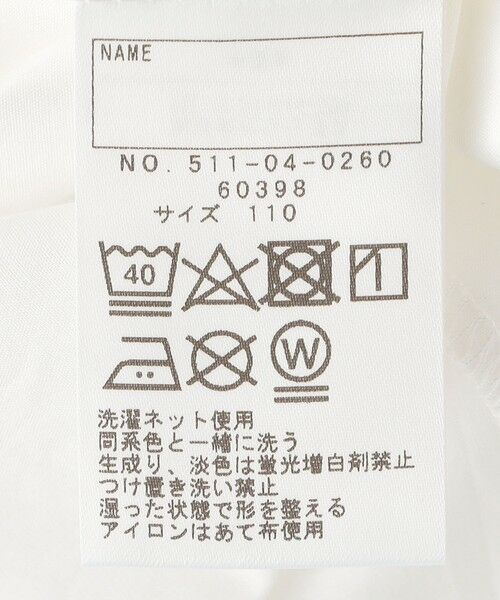 NAME
NO. 511-04-0260
60398
サイズ 110
40
W
洗濯ネット使用
同系色と一緒に洗う
生成り、淡色は蛍光増白剤禁止
つけ置き洗い禁止
湿った状態で形を整える
アイロンはあて布使用